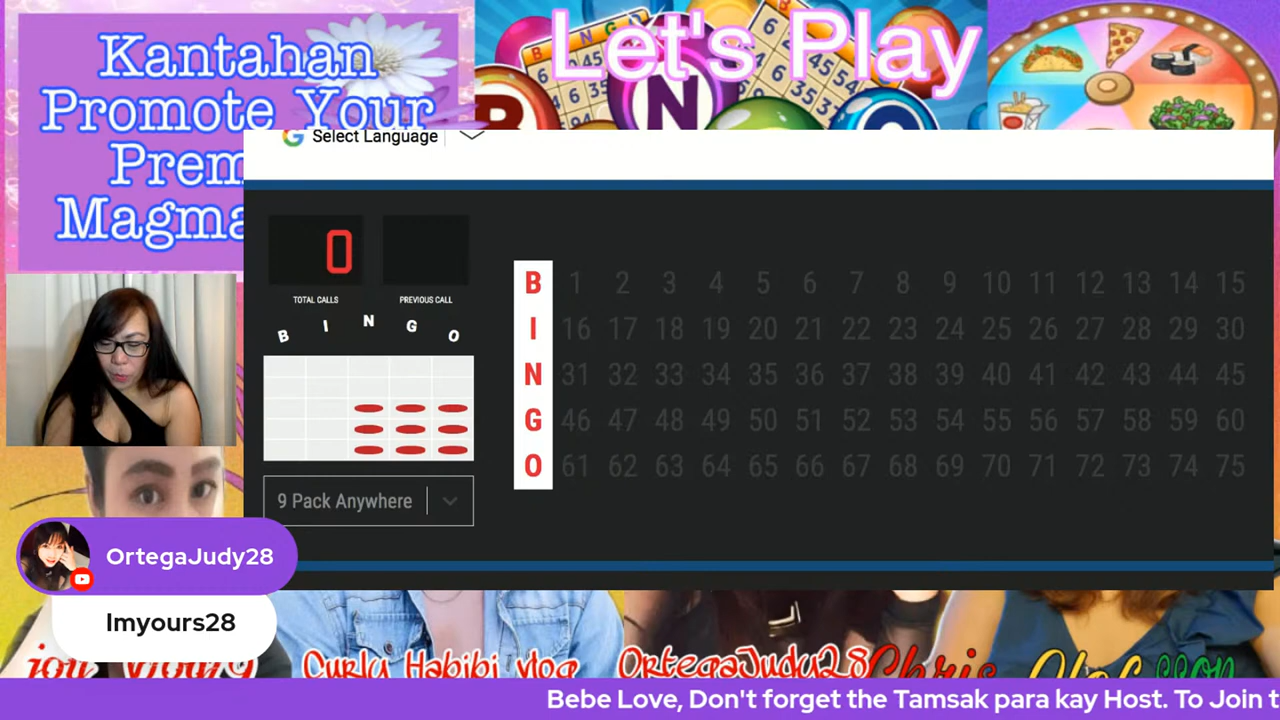 Kantahan
Promote Your
Prem
Magma
Let's Play
Select Language
0
TOTAL CALLS
PREVIOUS CALL
B I N G O
9 Pack Anywhere
B 1 2 3 4 5 6 7 8 9 10 11 12 13 14 15
I 16 17 18 19 20 21 22 23 24 25 26 27 28 29 30
N 31 32 33 34 35 36 37 38 39 40 41 42 43 44 45
G 46 47 48 49 50 51 52 53 54 55 56 57 58 59 60
O 61 62 63 64 65 66 67 68 69 70 71 72 73 74 75
OrtegaJudy28
Imyours28
Curly Habibi vlog
OrtegaJudy28
Chris
Bebe Love, Don't forget the Tamsak para kay Host. To Join t